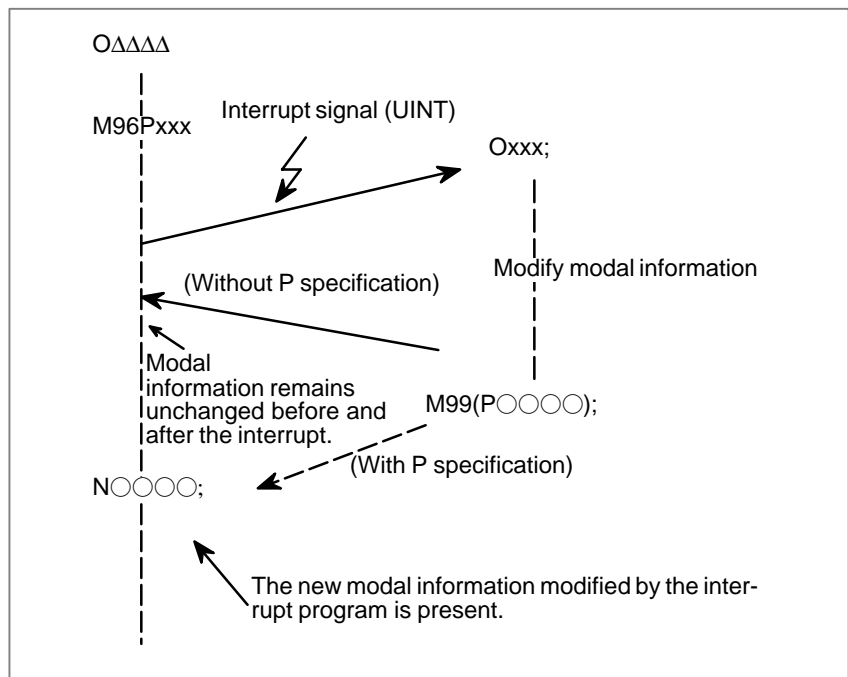 OΔΔΔΔ
M96Pxxx
Interrupt signal (UINT)
Oxxx;
Modify modal information
(Without P specification)
Modal
information remains
unchanged before and
after the interrupt.
M99(P○○○○);
(With P specification)
N○○○○;
The new modal information modified by the inter-
rupt program is present.